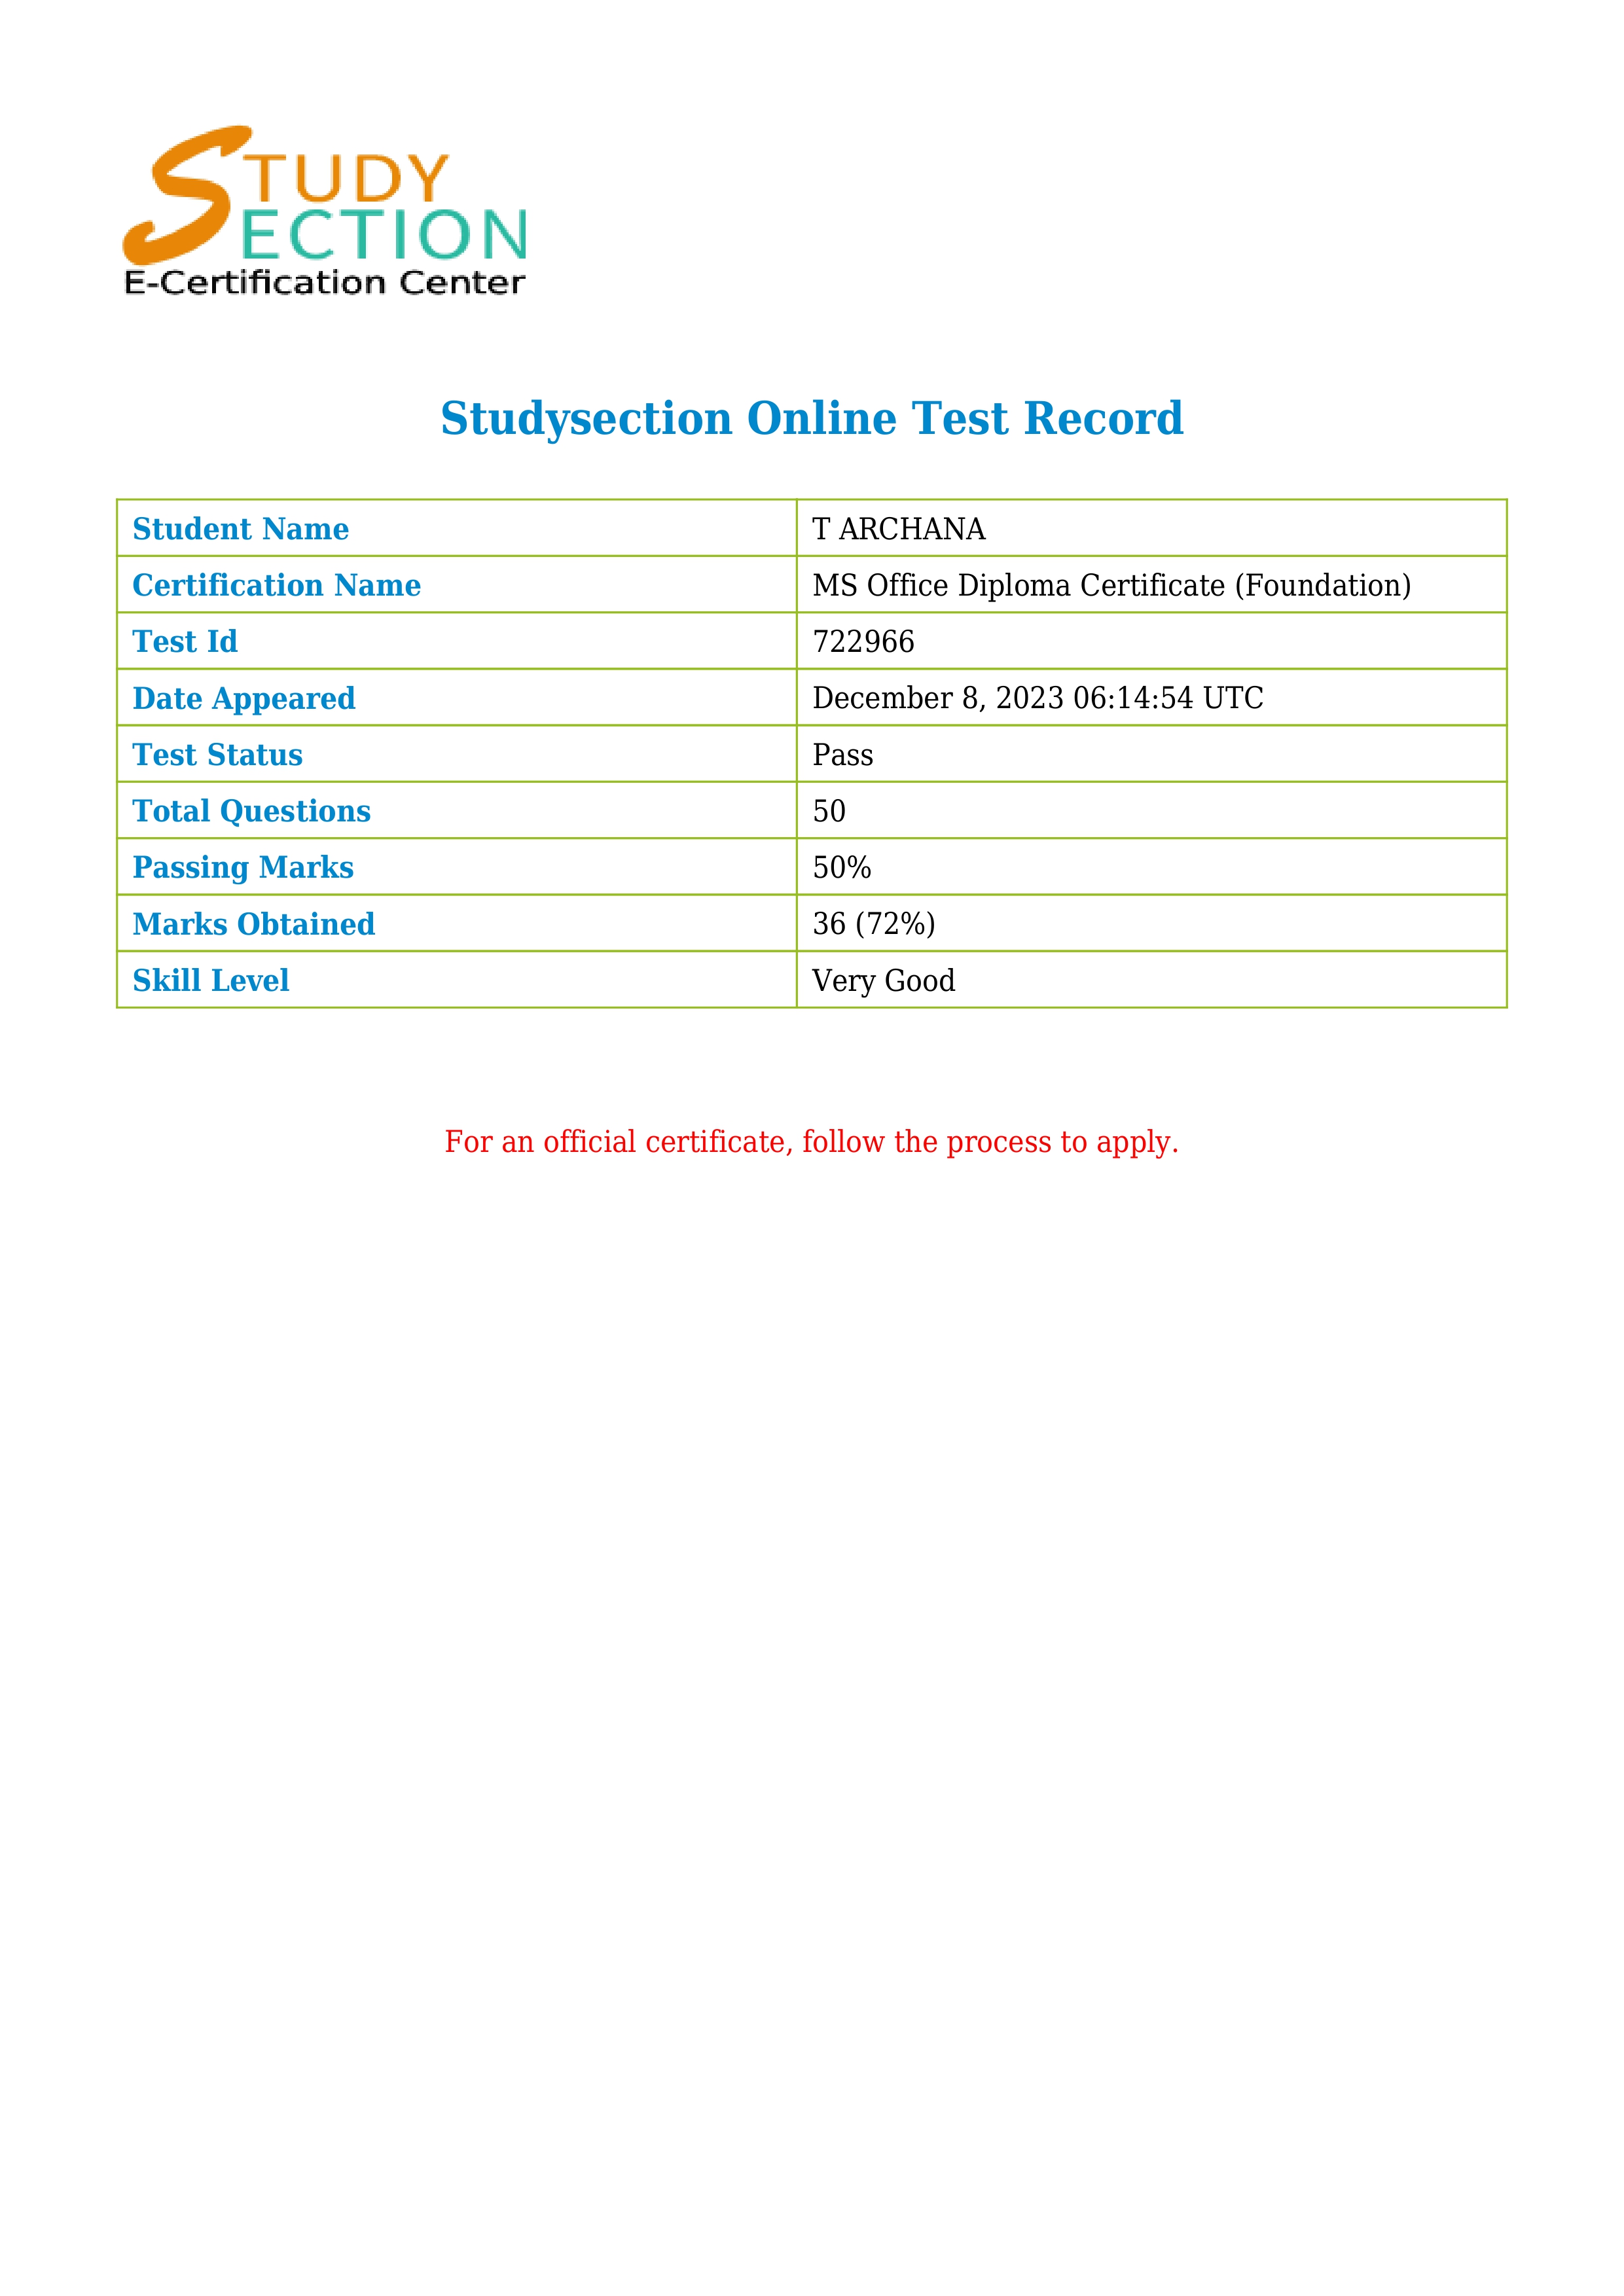 STUDY
SECTION
E-Certification Center
Studysection Online Test Record
Student Name T ARCHANA
Certification Name MS Office Diploma Certificate (Foundation)
Test Id 722966
Date Appeared December 8, 2023 06:14:54 UTC
Test Status Pass
Total Questions 50
Passing Marks 50%
Marks Obtained 36 (72%)
Skill Level Very Good
For an official certificate, follow the process to apply.